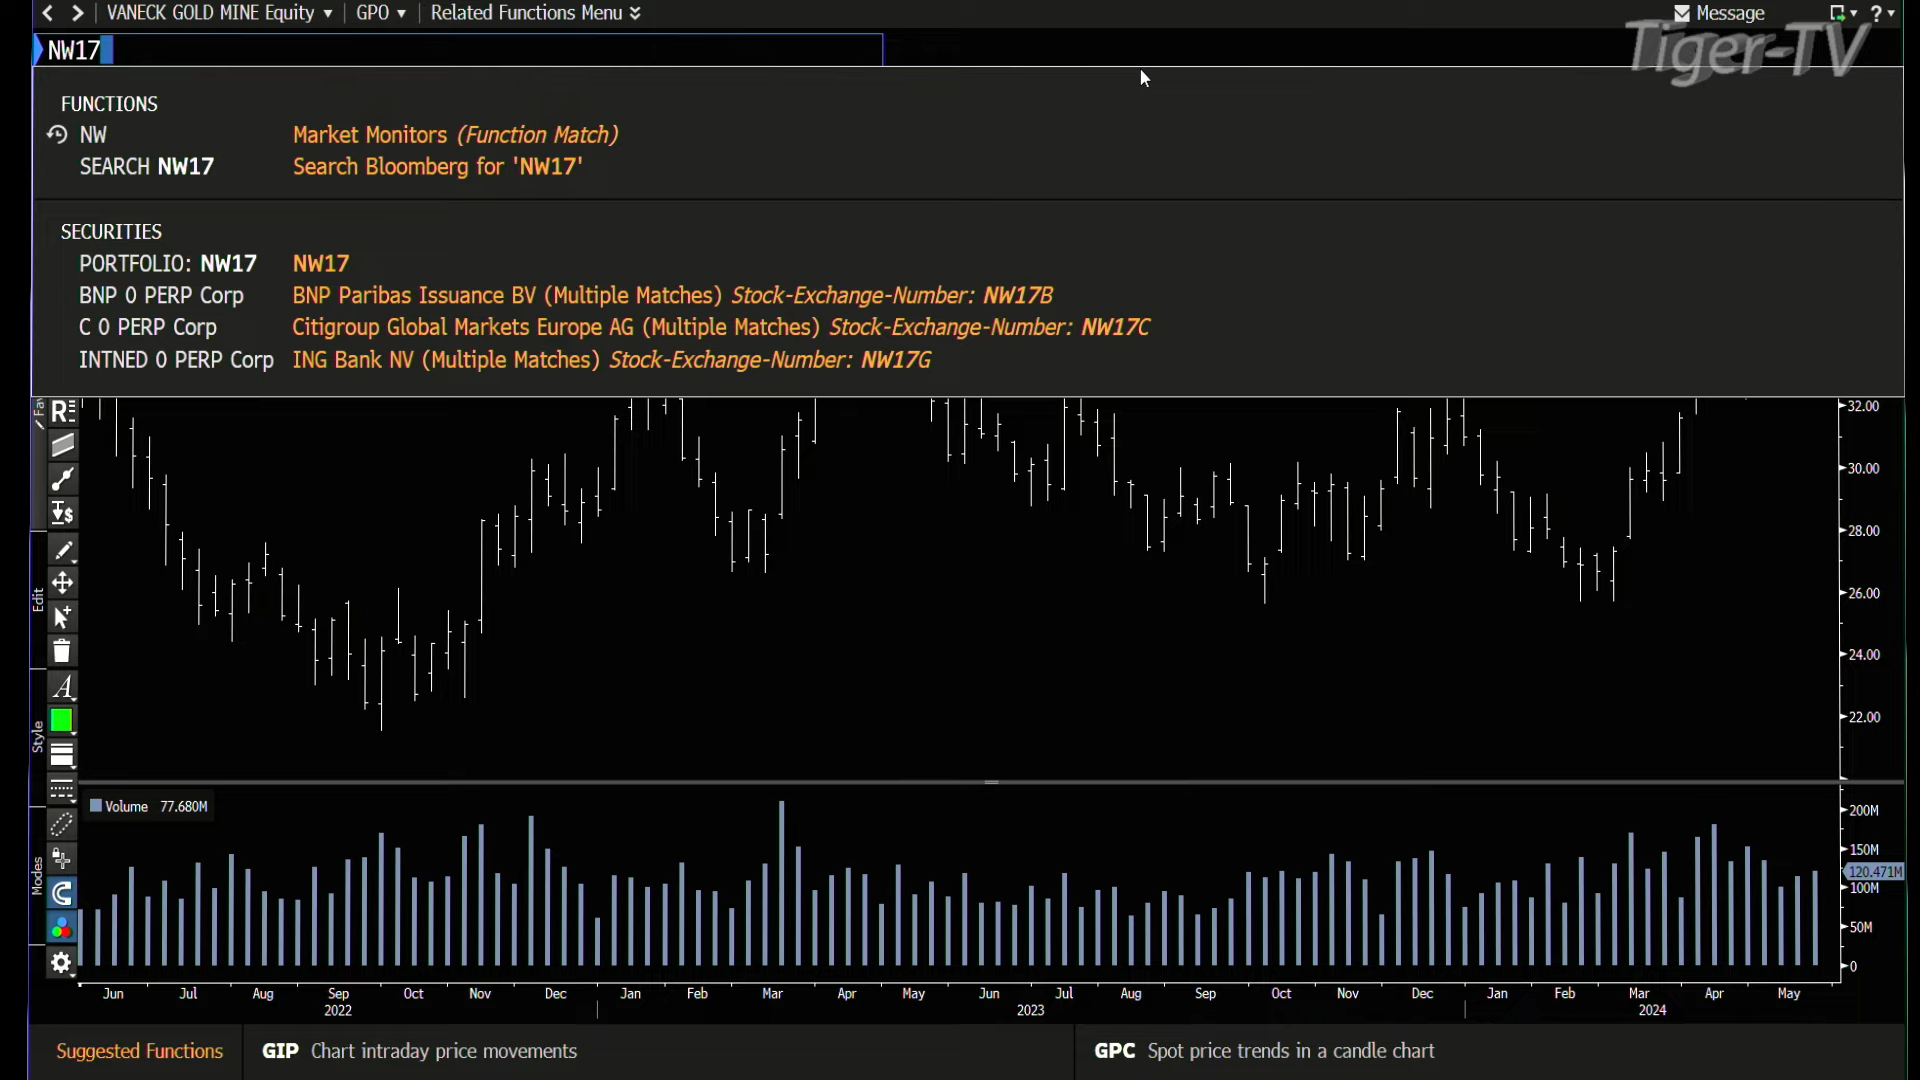 VANECK GOLD MINE Equity GPO Related Functions Menu Message ?
Tiger-TV
NW17
FUNCTIONS
NW Market Monitors (Function Match)
SEARCH NW17 Search Bloomberg for 'NW17'
SECURITIES
PORTFOLIO: NW17 NW17
BNP 0 PERP Corp BNP Paribas Issuance BV (Multiple Matches) Stock-Exchange-Number: NW17B
C 0 PERP Corp Citigroup Global Markets Europe AG (Multiple Matches) Stock-Exchange-Number: NW17C
INTNED 0 PERP Corp ING Bank NV (Multiple Matches) Stock-Exchange-Number: NW17G
32.00
30.00
28.00
26.00
24.00
22.00
Edit
Style
Modes
Volume 77.680M
200M
150M
120.471M
100M
50M
0
Jun Jul Aug Sep Oct Nov Dec Jan Feb Mar Apr May Jun Jul Aug Sep Oct Nov Dec Jan Feb Mar Apr May
2022 2023 2024
Suggested Functions GIP Chart intraday price movements GPC Spot price trends in a candle chart